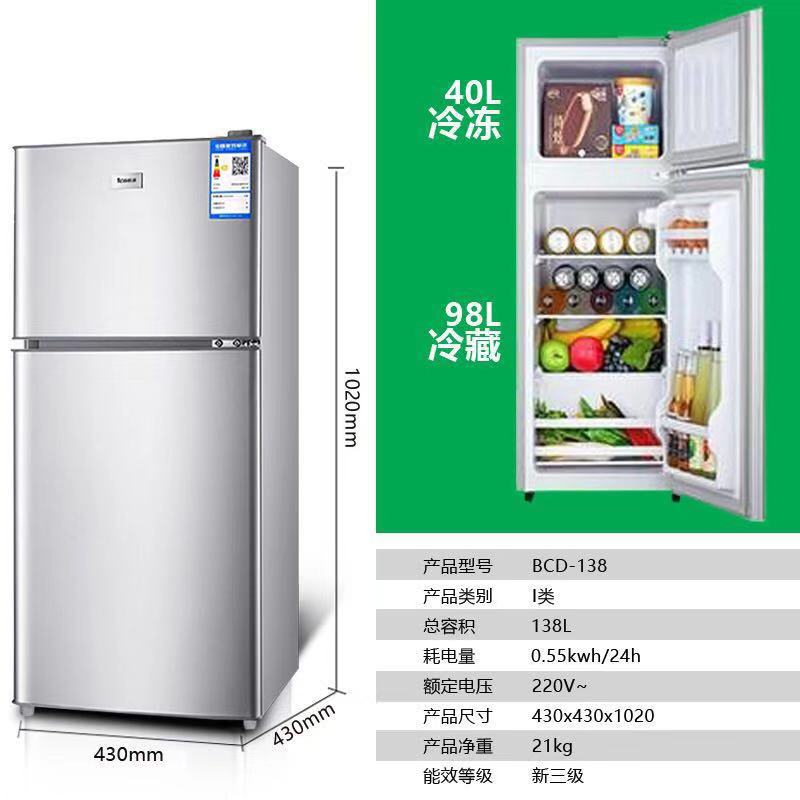 40L
冷冻
98L
冷藏
1020mm
430mm
430mm
产品型号 BCD-138
产品类别 I类
总容积 138L
耗电量 0.55kwh/24h
额定电压 220V~
产品尺寸 430x430x1020
产品净重 21kg
能效等级 新三级